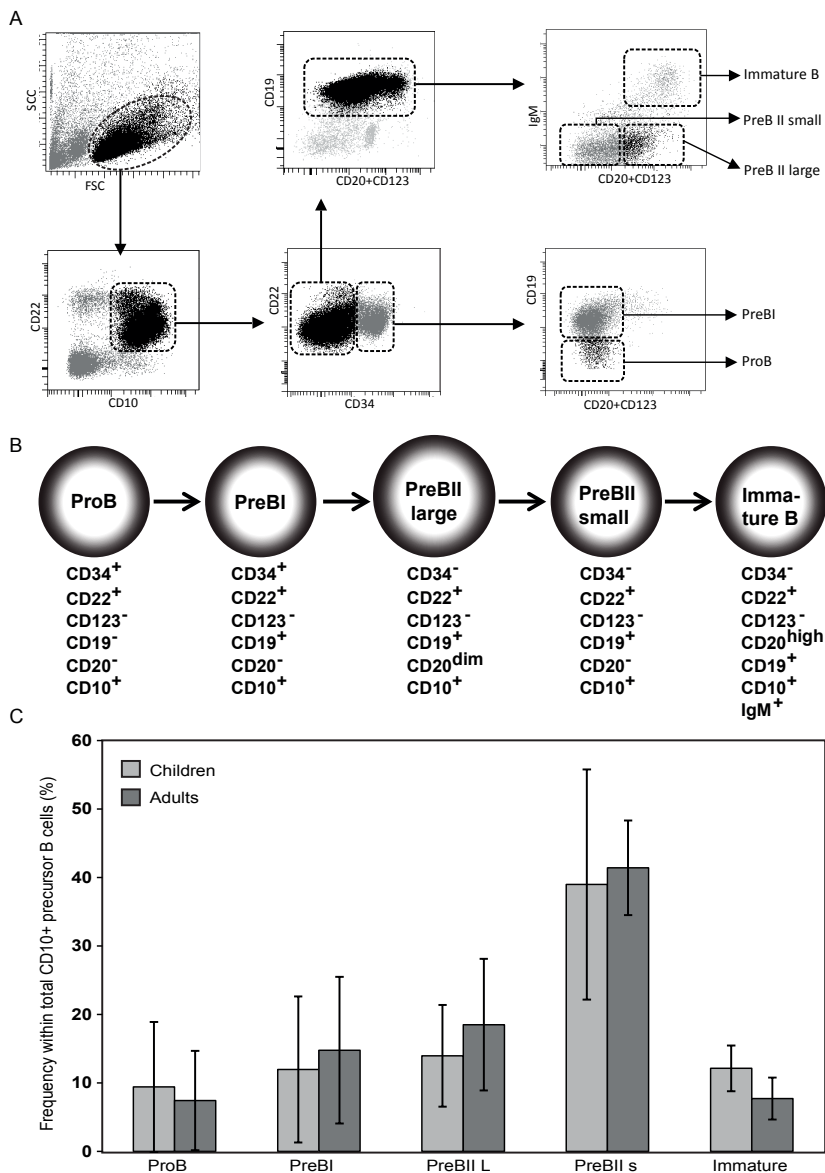 A
SCC
FSC
CD19
CD20+CD123
IgM
CD20+CD123
Immature B
PreB II small
PreB II large
CD22
CD10
CD22
CD34
CD19
CD20+CD123
PreBI
ProB
B
ProB
PreBI
PreBII
large
PreBII
small
Imma-
ture B
CD34+
CD22+
CD123-
CD19-
CD20-
CD10+
CD34+
CD22+
CD123-
CD19+
CD20-
CD10+
CD34-
CD22+
CD123-
CD19+
CD20dim
CD10+
CD34-
CD22+
CD123-
CD19+
CD20-
CD10+
CD34-
CD22+
CD123-
CD20high
CD19+
CD10+
IgM+
C
Frequency within total CD10+ precursor B cells (%)
60
50
40
30
20
10
0
Children
Adults
ProB
PreBI
PreBII L
PreBII s
Immature